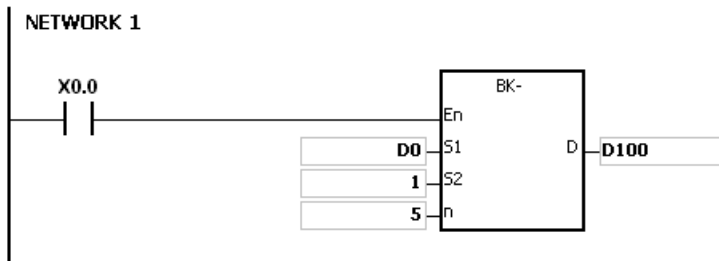 NETWORK 1
X0.0
BK-
En
D0 S1 D D100
1 S2
5 n